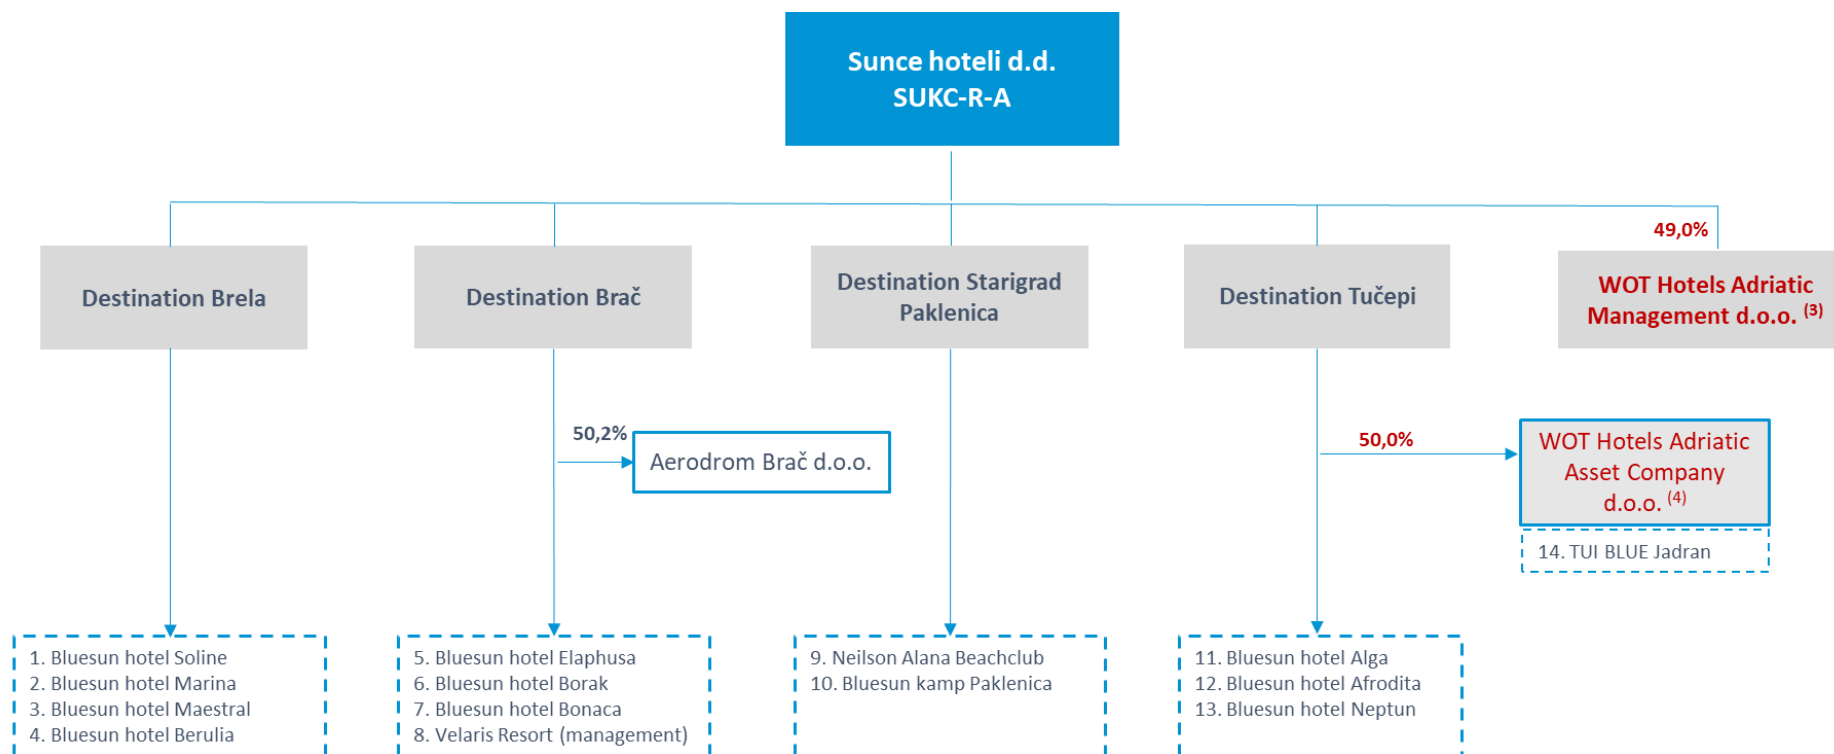 Sunce hoteli d.d.
SUKC-R-A
49,0%
Destination Brela
Destination Brač
Destination Starigrad
Paklenica
Destination Tučepi
WOT Hotels Adriatic
Management d.o.o. (3)
50,2%
Aerodrom Brač d.o.o.
50,0%
WOT Hotels Adriatic
Asset Company
d.o.o. (4)
14. TUI BLUE Jadran
1. Bluesun hotel Soline
2. Bluesun hotel Marina
3. Bluesun hotel Maestral
4. Bluesun hotel Berulia
5. Bluesun hotel Elaphusa
6. Bluesun hotel Borak
7. Bluesun hotel Bonaca
8. Velaris Resort (management)
9. Neilson Alana Beachclub
10. Bluesun kamp Paklenica
11. Bluesun hotel Alga
12. Bluesun hotel Afrodita
13. Bluesun hotel Neptun